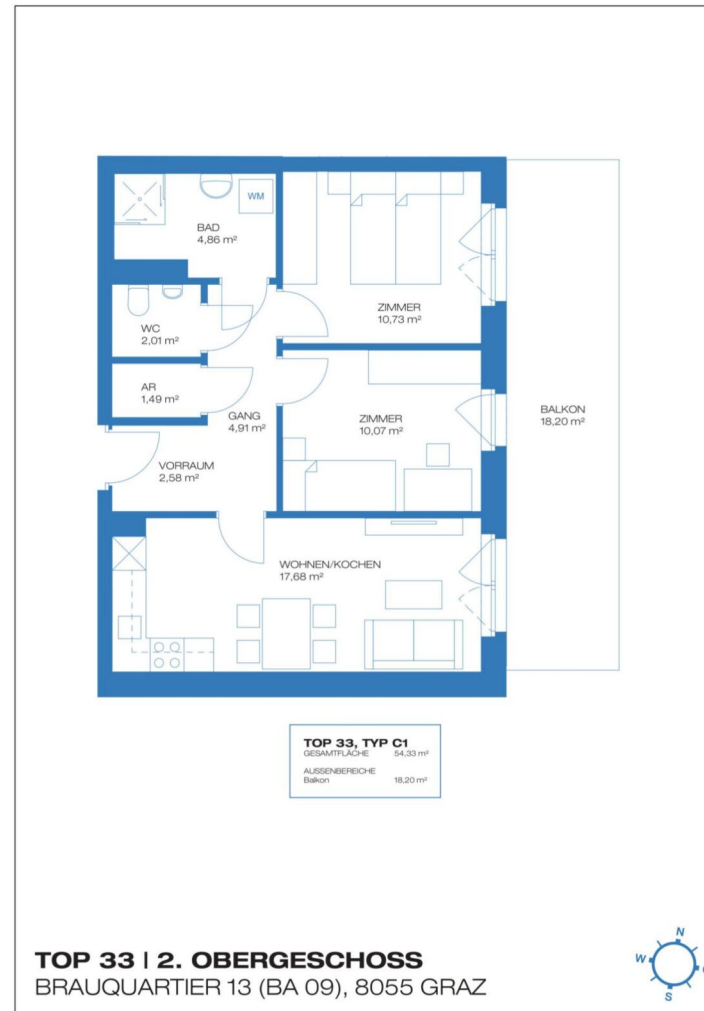 WM
BAD
4,86 m²
ZIMMER
10,73 m²
WC
2,01 m²
AR
1,49 m²
GANG
4,91 m²
ZIMMER
10,07 m²
BALKON
18,20 m²
VORRAUM
2,58 m²
WOHNEN/KOCHEN
17,68 m²
TOP 33, TYP C1
GESAMTFLÄCHE 54,33 m²
AUSSENBEREICHE
Balkon 18,20 m²
TOP 33 | 2. OBERGESCHOSS
BRAUQUARTIER 13 (BA 09), 8055 GRAZ
N
W
S